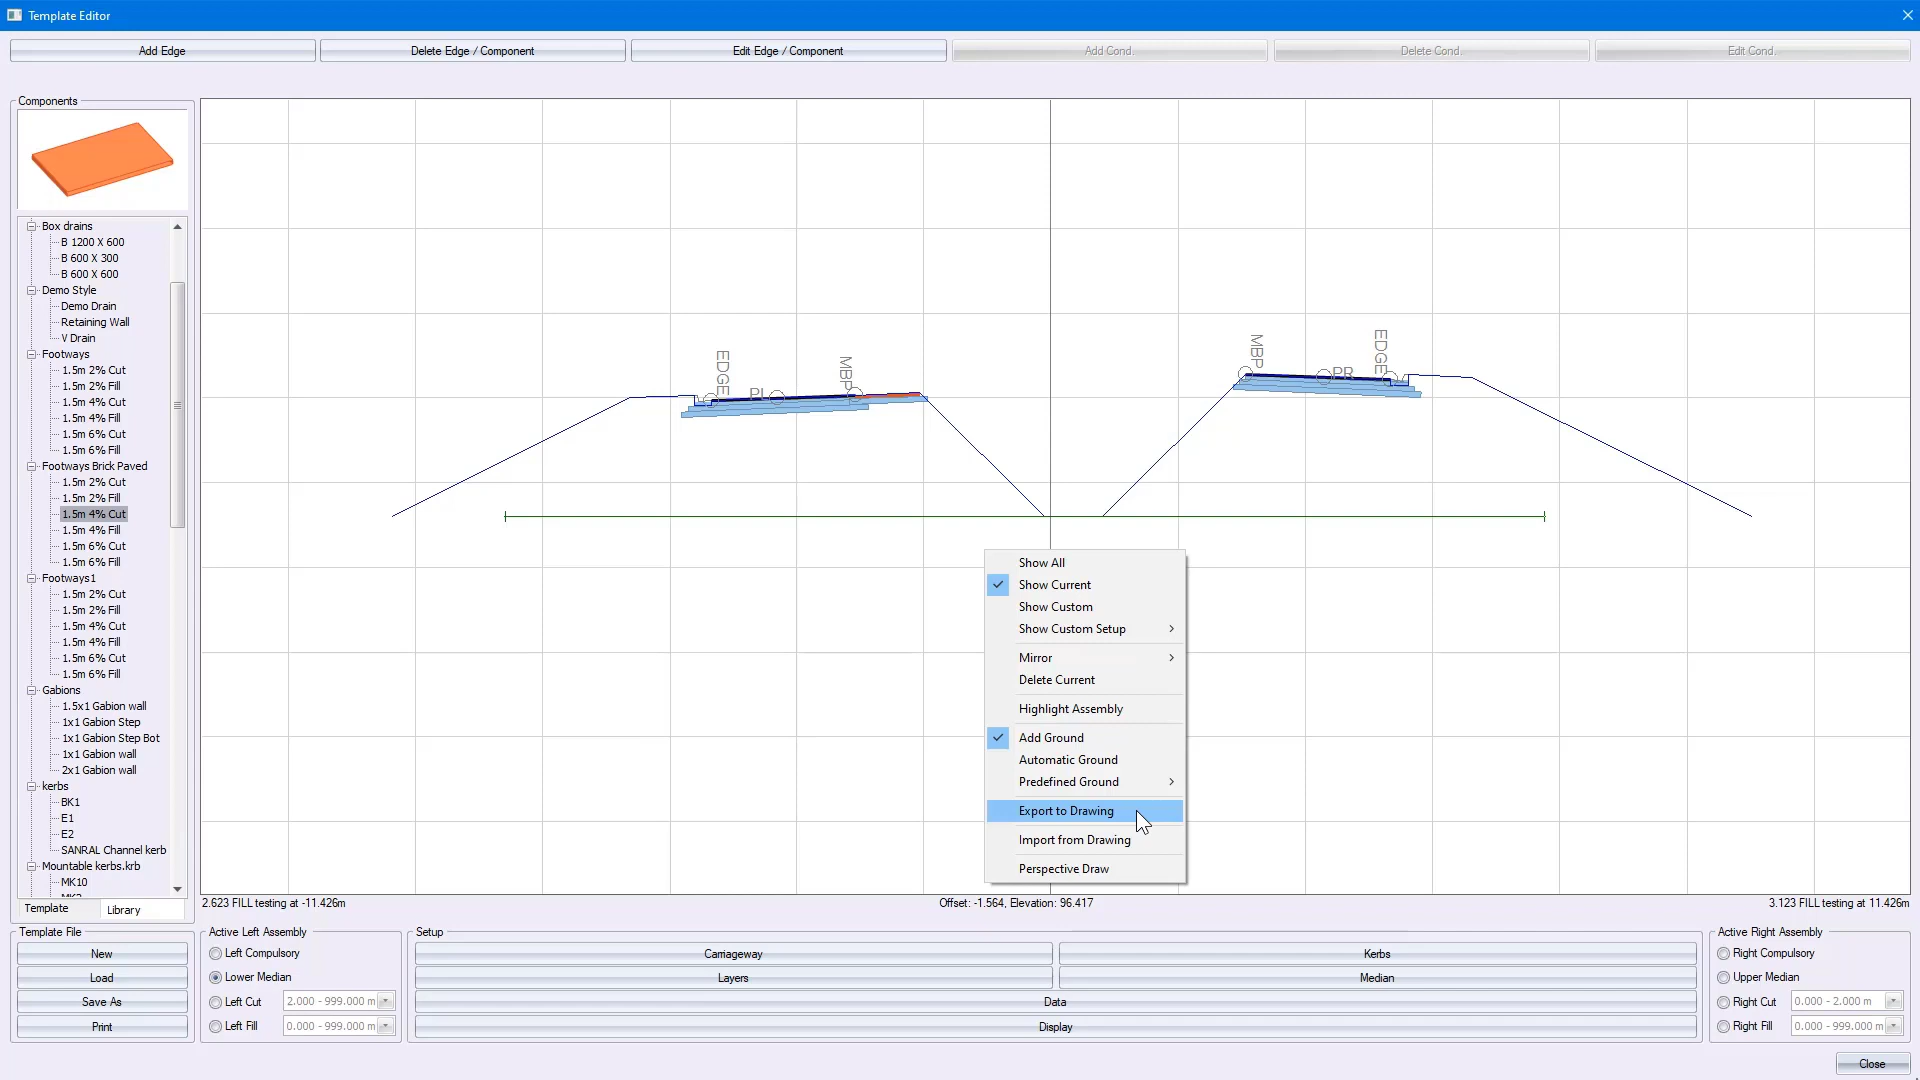 Template Editor
Add Edge
Delete Edge / Component
Edit Edge / Component
Add Cond.
Delete Cond.
Edit Cond.
Components
Box drains
B 1200 X 600
B 600 X 300
B 600 X 600
Demo Style
Demo Drain
Retaining Wall
V Drain
Footways
1.5m 2% Cut
1.5m 2% Fill
1.5m 4% Cut
1.5m 4% Fill
1.5m 6% Cut
1.5m 6% Fill
Footways Brick Paved
1.5m 2% Cut
1.5m 2% Fill
1.5m 4% Cut
1.5m 4% Fill
1.5m 6% Cut
1.5m 6% Fill
Footways1
1.5m 2% Cut
1.5m 2% Fill
1.5m 4% Cut
1.5m 4% Fill
1.5m 6% Cut
1.5m 6% Fill
Gabions
1.5x1 Gabion wall
1x1 Gabion Step
1x1 Gabion Step Bot
1x1 Gabion wall
2x1 Gabion wall
kerbs
BK1
E1
E2
SANRAL Channel kerb
Mountable kerbs.krb
MK10
Template
Library
EDGE
PL
MBP
MBP
PR
EDGE
Show All
Show Current
Show Custom
Show Custom Setup
Mirror
Delete Current
Highlight Assembly
Add Ground
Automatic Ground
Predefined Ground
Export to Drawing
Import from Drawing
Perspective Draw
2.623 FILL testing at -11.426m
Offset: -1.564, Elevation: 96.417
3.123 FILL testing at 11.426m
Template File
New
Load
Save As
Print
Active Left Assembly
Left Compulsory
Lower Median
Left Cut
2.000 - 999.000 m
Left Fill
0.000 - 999.000 m
Setup
Carriageway
Kerbs
Layers
Median
Data
Display
Active Right Assembly
Right Compulsory
Upper Median
Right Cut
0.000 - 2.000 m
Right Fill
0.000 - 999.000 m
Close